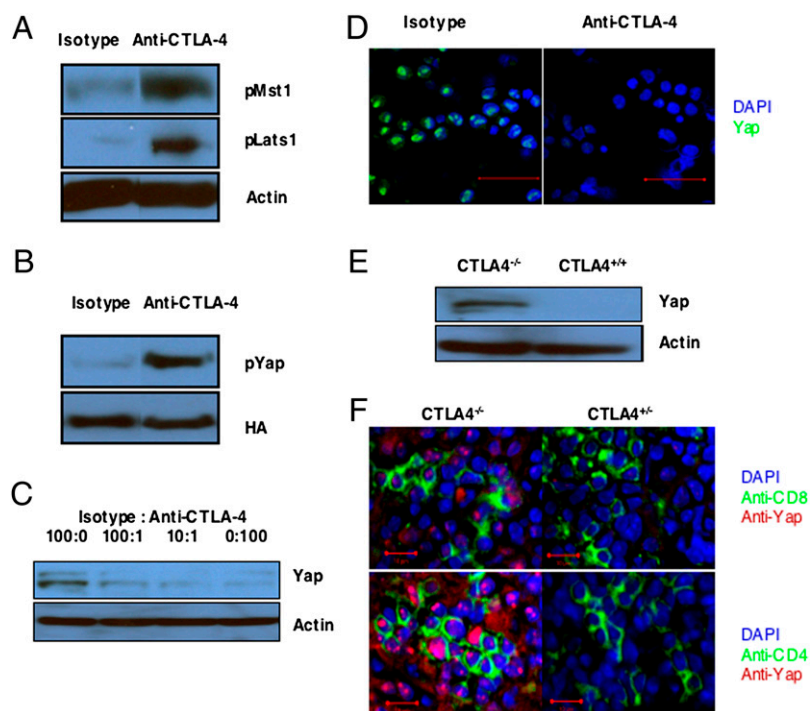 A
Isotype Anti-CTLA-4
pMst1
pLats1
Actin
B
Isotype Anti-CTLA-4
pYap
HA
C
Isotype : Anti-CTLA-4
100:0 100:1 10:1 0:100
Yap
Actin
D
Isotype Anti-CTLA-4
DAPI
Yap
E
CTLA4-/- CTLA4+/+
Yap
Actin
F
CTLA4-/- CTLA4+/-
DAPI
Anti-CD8
Anti-Yap
DAPI
Anti-CD4
Anti-Yap